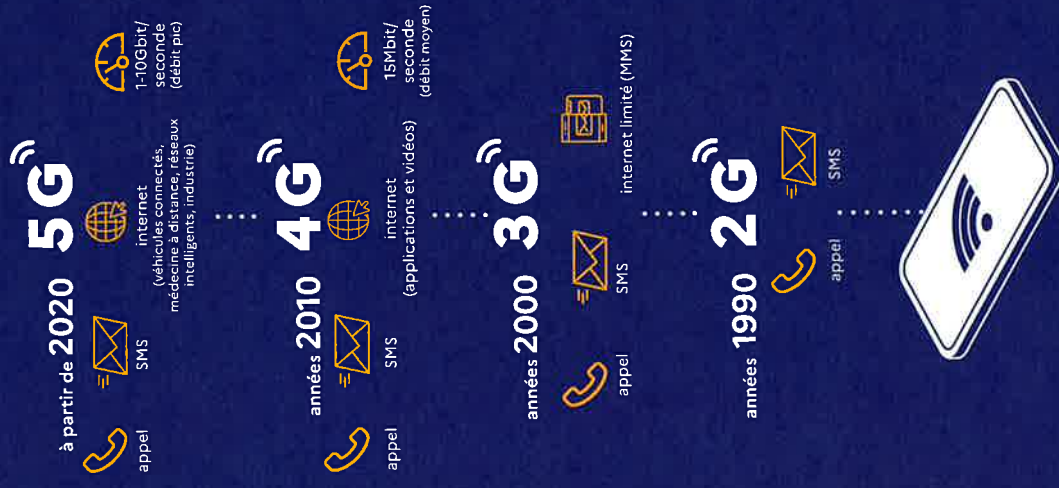 à partir de 2020 5G
appel
SMS
internet
(véhicules connectés,
médecine à distance, réseaux
intelligents, industrie)
1-10Gbit/
seconde
(débit pic)
années 2010 4G
appel
SMS
internet
(applications et vidéos)
15Mbit/
seconde
(débit moyen)
années 2000 3G
appel
SMS
internet limité (MMS)
années 1990 2G
appel
SMS